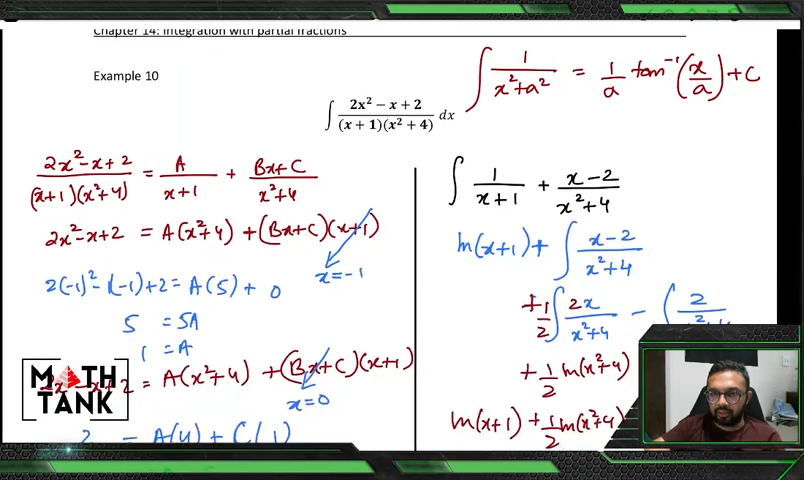 Chapter 14: Integration with partial fractions
Example 10
∫ 1/(x²+a²) = 1/a tan⁻¹(x/a) + C
∫ (2x² − x + 2)/((x + 1)(x² + 4)) dx
(2x²−x+2)/((x+1)(x²+4)) = A/(x+1) + (Bx+C)/(x²+4)
2x²−x+2 = A(x²+4) + (Bx+C)(x+1)
x=−1
2(−1)²−(−1)+2 = A(5) + 0
5 = 5A
1 = A
= A(x²+4) + (Bx+C)(x+1)
x=0
2 = A(4) + C(1)
∫ 1/(x+1) + (x−2)/(x²+4)
ln(x+1) + ∫ (x−2)/(x²+4)
+ 1/2 ∫ 2x/(x²+4) − ∫ 2/
+ 1/2 ln(x²+4)
ln(x+1) + 1/2 ln(x²+4)
MATH
TANK